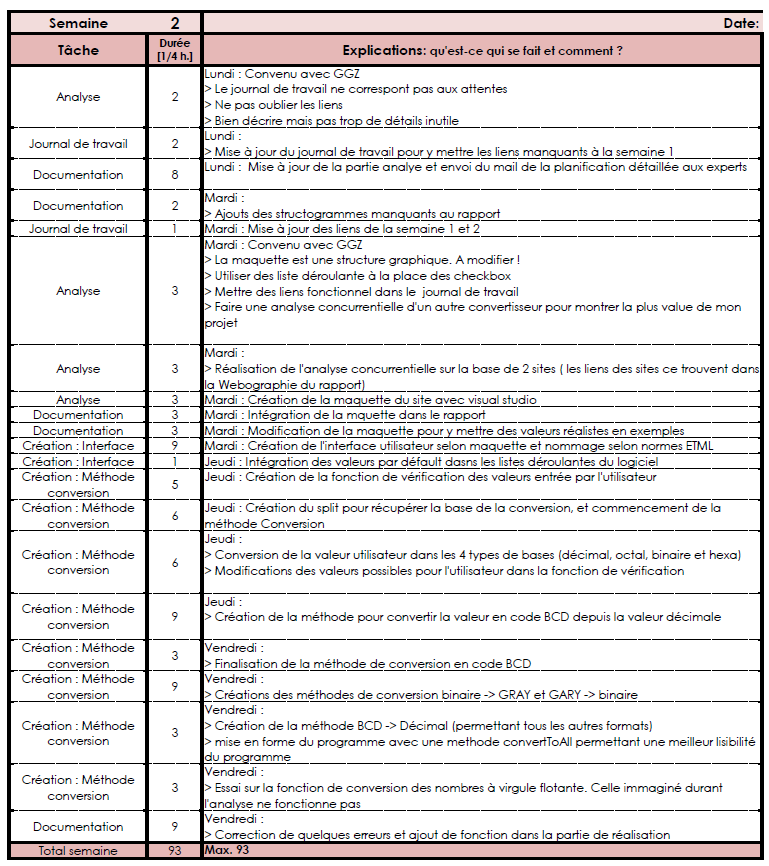 Semaine 2 Date:
Tâche Durée [1/4 h.] Explications: qu'est-ce qui se fait et comment ?
Analyse 2 Lundi : Convenu avec GGZ
> Le journal de travail ne correspont pas aux attentes
> Ne pas oublier les liens
> Bien décrire mais pas trop de détails inutile
Journal de travail 2 Lundi :
> Mise à jour du journal de travail pour y mettre les liens manquants à la semaine 1
Documentation 8 Lundi : Mise à jour de la partie analye et envoi du mail de la planification détaillée aux experts
Documentation 2 Mardi :
> Ajouts des structogrammes manquants au rapport
Journal de travail 1 Mardi : Mise à jour des liens de la semaine 1 et 2
Analyse 3 Mardi : Convenu avec GGZ
> La maquette est une structure graphique. A modifier !
> Utiliser des liste déroulante à la place des checkbox
> Mettre des liens fonctionnel dans le journal de travail
> Faire une analyse concurrentielle d'un autre convertisseur pour montrer la plus value de mon
projet
Analyse 3 Mardi :
> Réalisation de l'analyse concurrentielle sur la base de 2 sites ( les liens des sites ce trouvent dans
la Webographie du rapport)
Analyse 3 Mardi : Création de la maquette du site avec visual studio
Documentation 3 Mardi : Intégration de la mquette dans le rapport
Documentation 3 Mardi : Modification de la maquette pour y mettre des valeurs réalistes en exemples
Création : Interface 9 Mardi : Création de l'interface utilisateur selon maquette et nommage selon normes ETML
Création : Interface 1 Jeudi : Intégration des valeurs par défault dasns les listes déroulantes du logiciel
Création : Méthode conversion 5 Jeudi : Création de la fonction de vérification des valeurs entrée par l'utilisateur
Création : Méthode conversion 6 Jeudi : Création du split pour récupérer la base de la conversion, et commencement de la
méthode Conversion
Création : Méthode conversion 6 Jeudi :
> Conversion de la valeur utilisateur dans les 4 types de bases (décimal, octal, binaire et hexa)
> Modifications des valeurs possibles pour l'utilisateur dans la fonction de vérification
Création : Méthode conversion 9 Jeudi :
> Création de la méthode pour convertir la valeur en code BCD depuis la valeur décimale
Création : Méthode conversion 3 Vendredi :
> Finalisation de la méthode de conversion en code BCD
Création : Méthode conversion 9 Vendredi :
> Créations des méthodes de conversion binaire -> GRAY et GARY -> binaire
Création : Méthode conversion 3 Vendredi :
> Création de la méthode BCD -> Décimal (permettant tous les autres formats)
> mise en forme du programme avec une methode convertToAll permettant une meilleur lisibilité
du programme
Création : Méthode conversion 3 Vendredi :
> Essai sur la fonction de conversion des nombres à virgule flotante. Celle immaginé durant
l'analyse ne fonctionne pas
Documentation 9 Vendredi :
> Correction de quelques erreurs et ajout de fonction dans la partie de réalisation
Total semaine 93 Max. 93